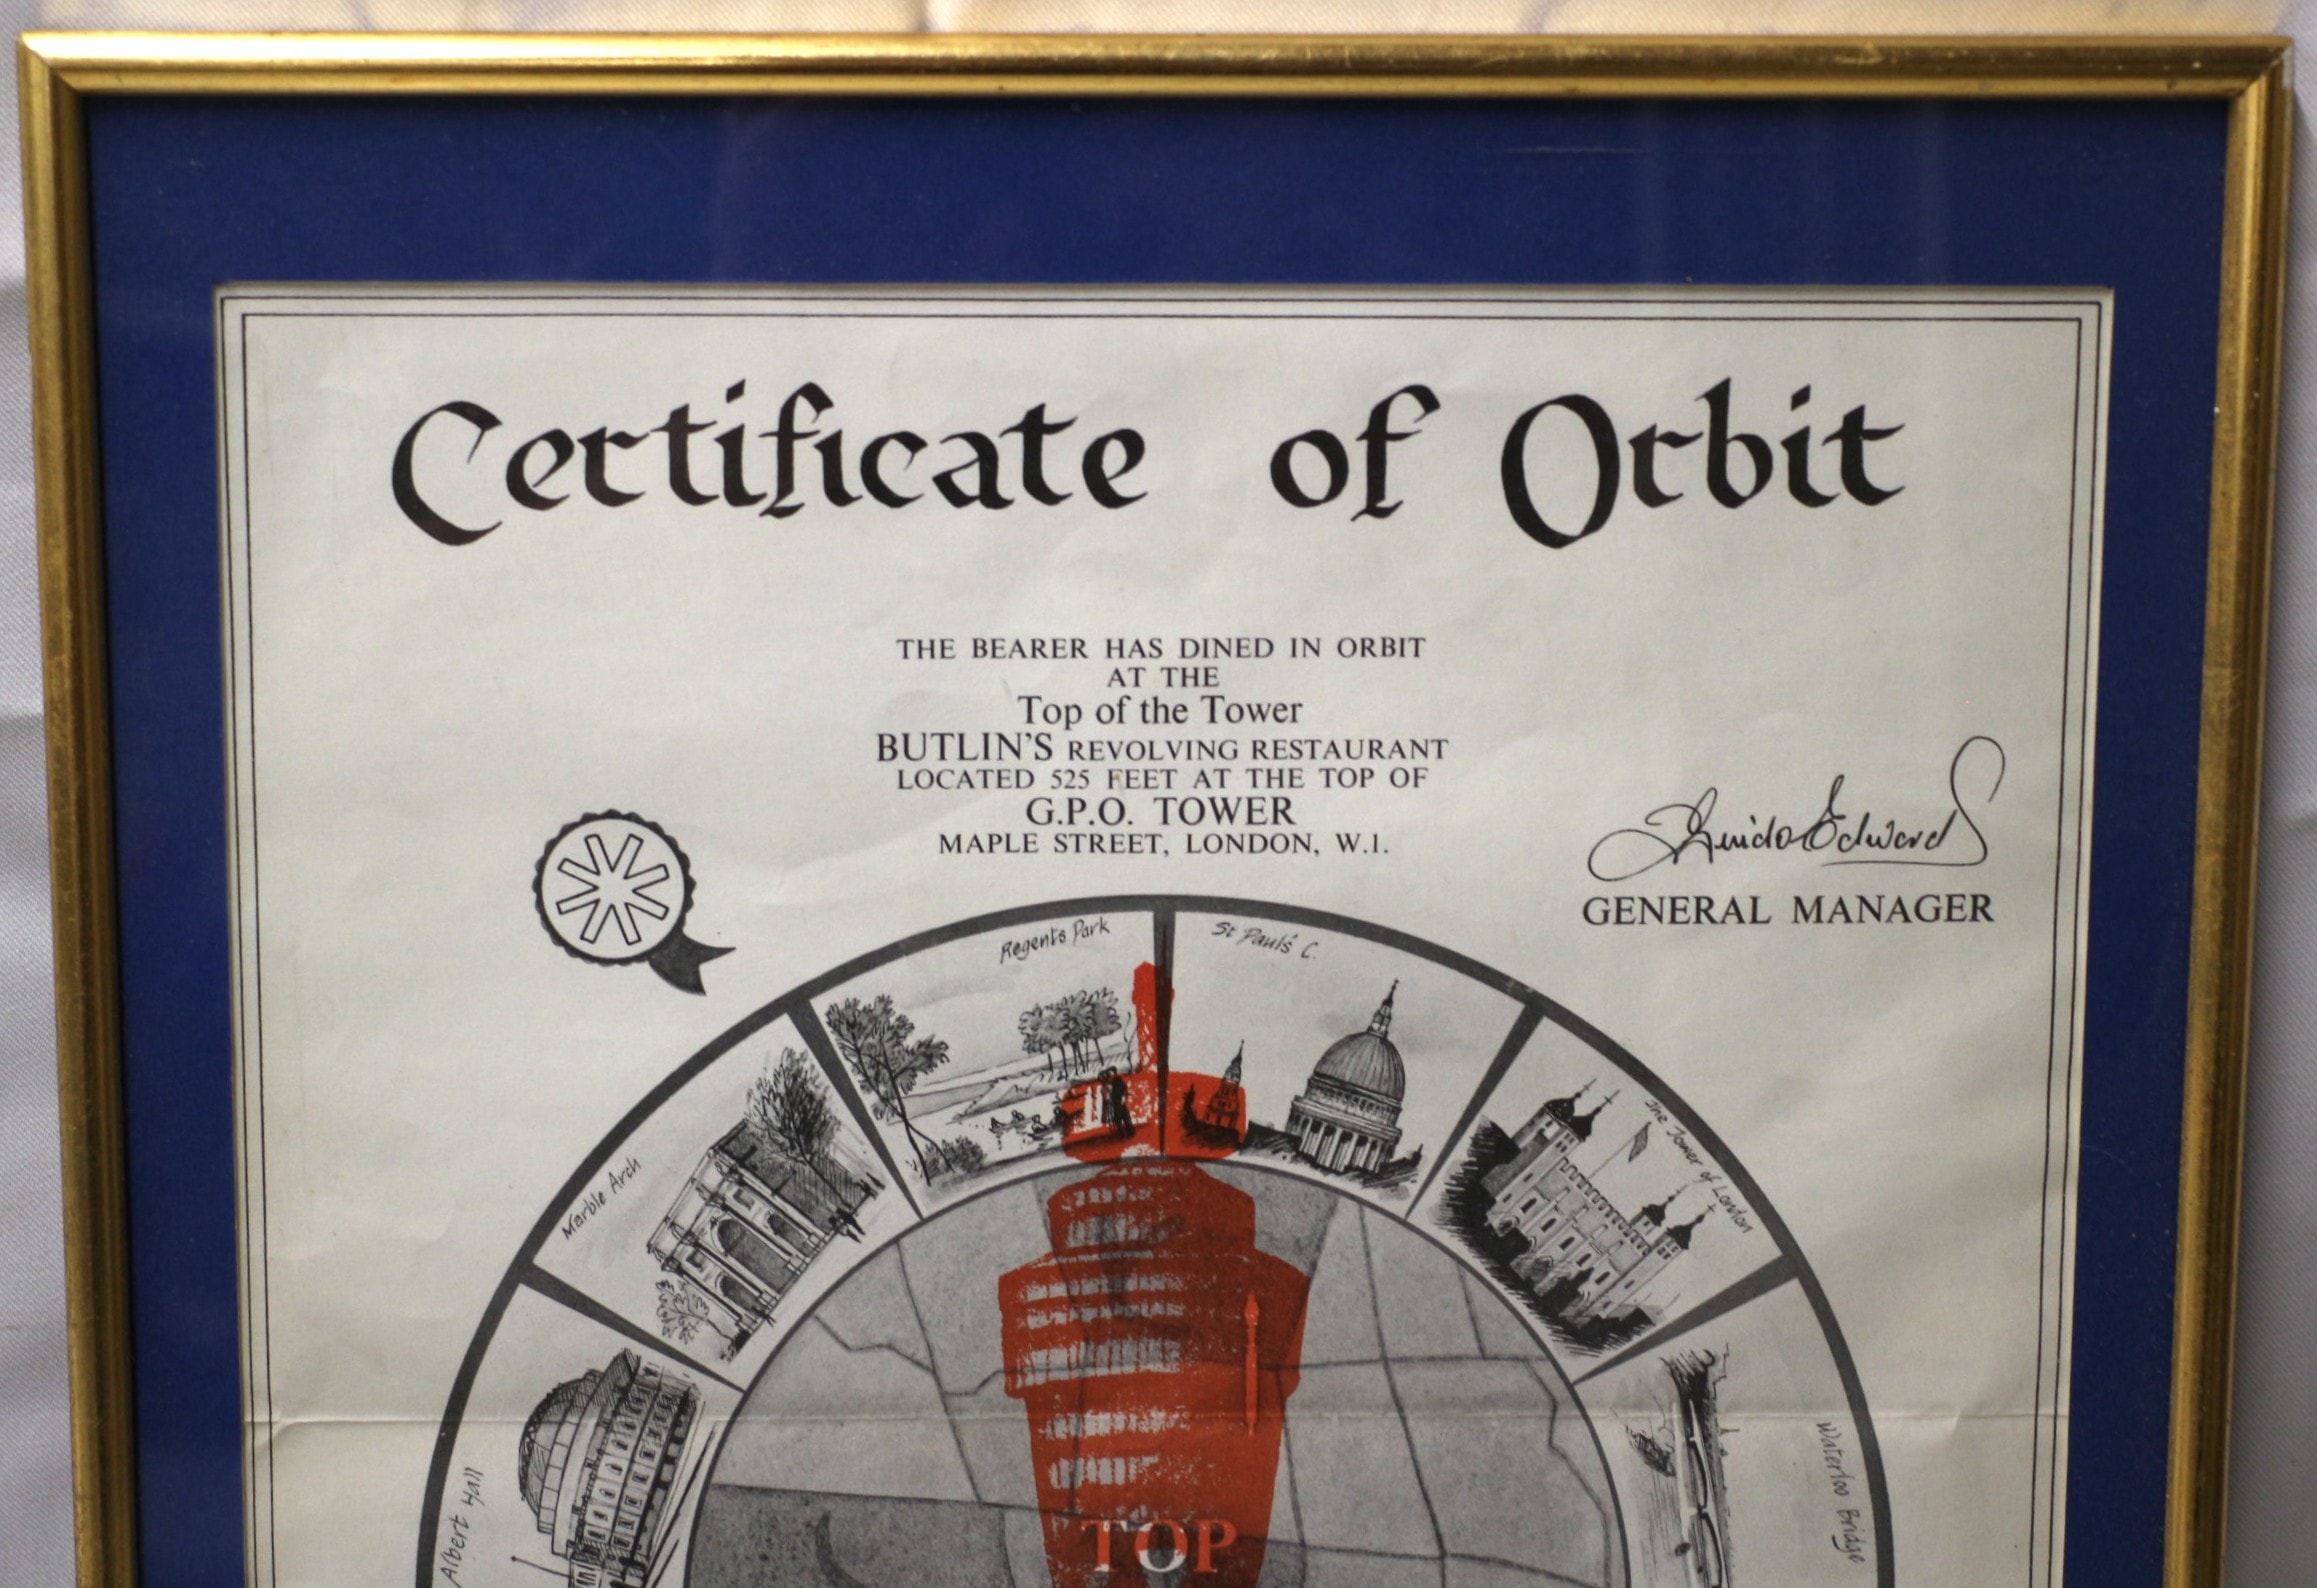 Certificate of Orbit
THE BEARER HAS DINED IN ORBIT
AT THE
Top of the Tower
BUTLIN'S REVOLVING RESTAURANT
LOCATED 525 FEET AT THE TOP OF
G.P.O. TOWER
MAPLE STREET, LONDON, W.1.
Guido Edwards
GENERAL MANAGER
Regents Park
St Paul's C.
Marble Arch
The Tower of London
Albert Hall
Waterloo Bridge
TOP